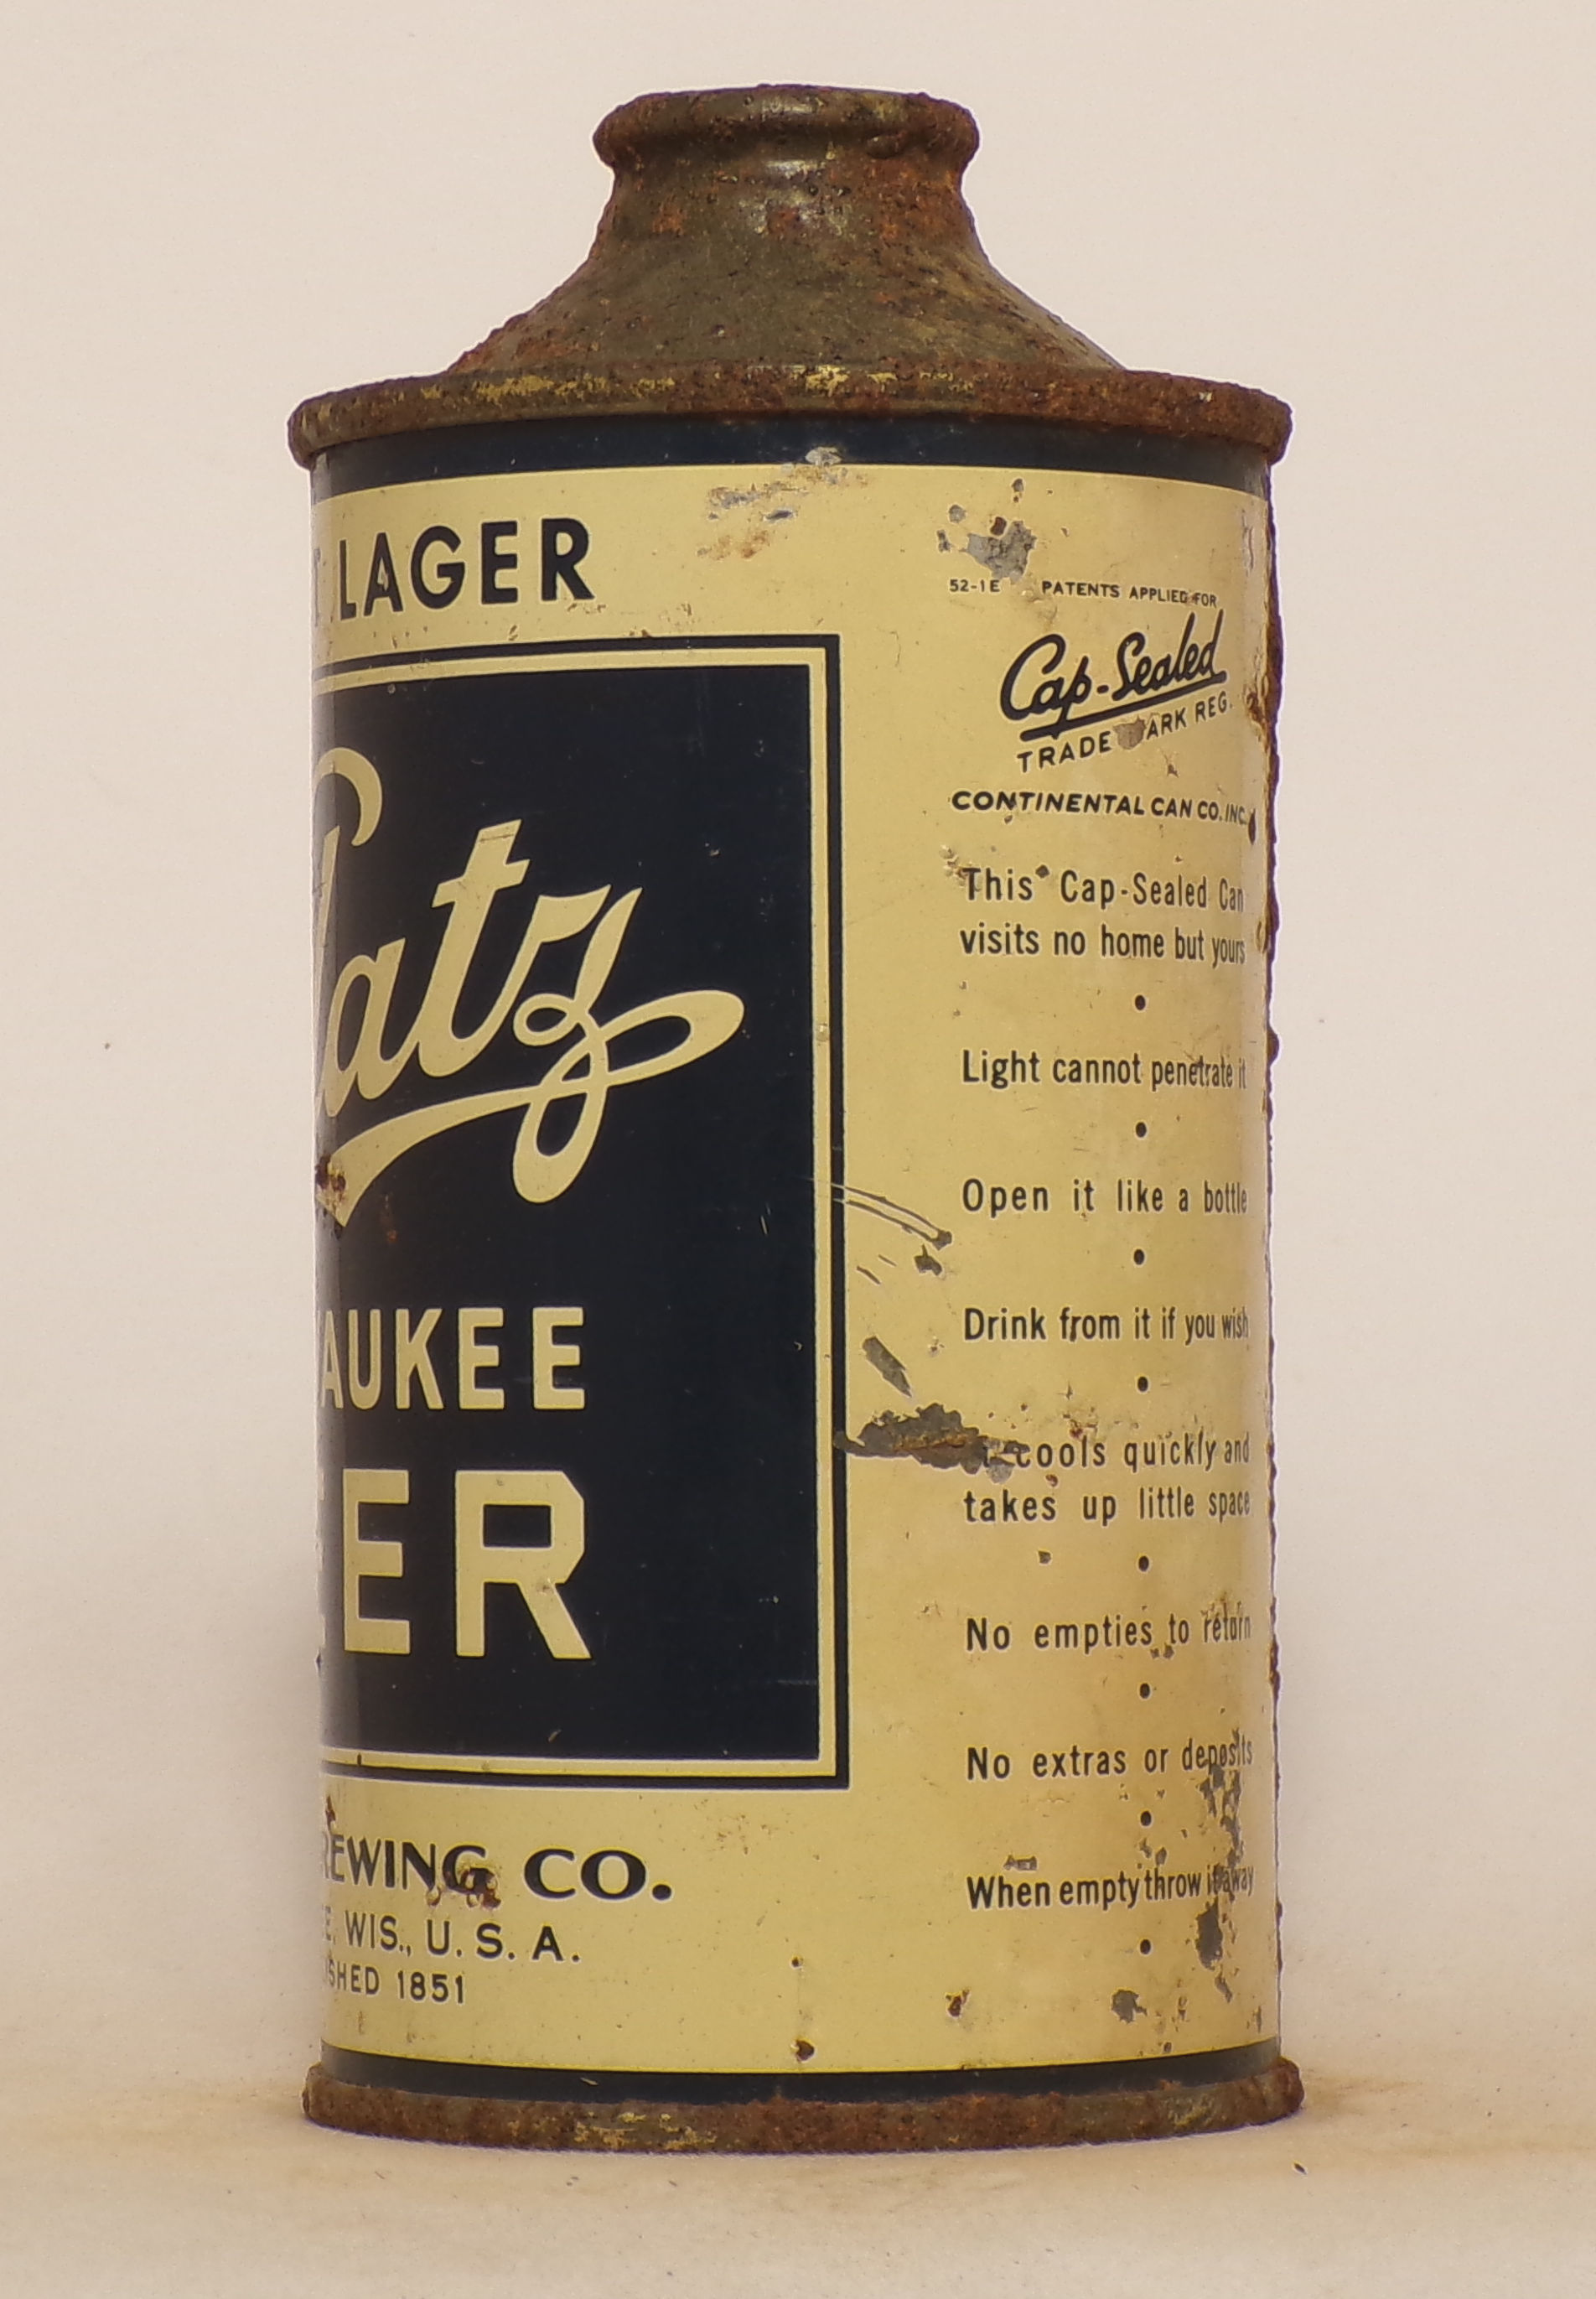 LAGER
latz
AUKEE
ER
EWING CO.
E, WIS., U. S. A.
SHED 1851
52-1E PATENTS APPLIED FOR
Cap-Sealed
TRADE ARK REG.
CONTINENTAL CAN CO. INC.
This Cap-Sealed Can
visits no home but yours
•
Light cannot penetrate it
•
Open it like a bottle
•
Drink from it if you wish
•
cools quickly and
takes up little space
•
No empties to return
•
No extras or deposits
•
When empty throw it away
•